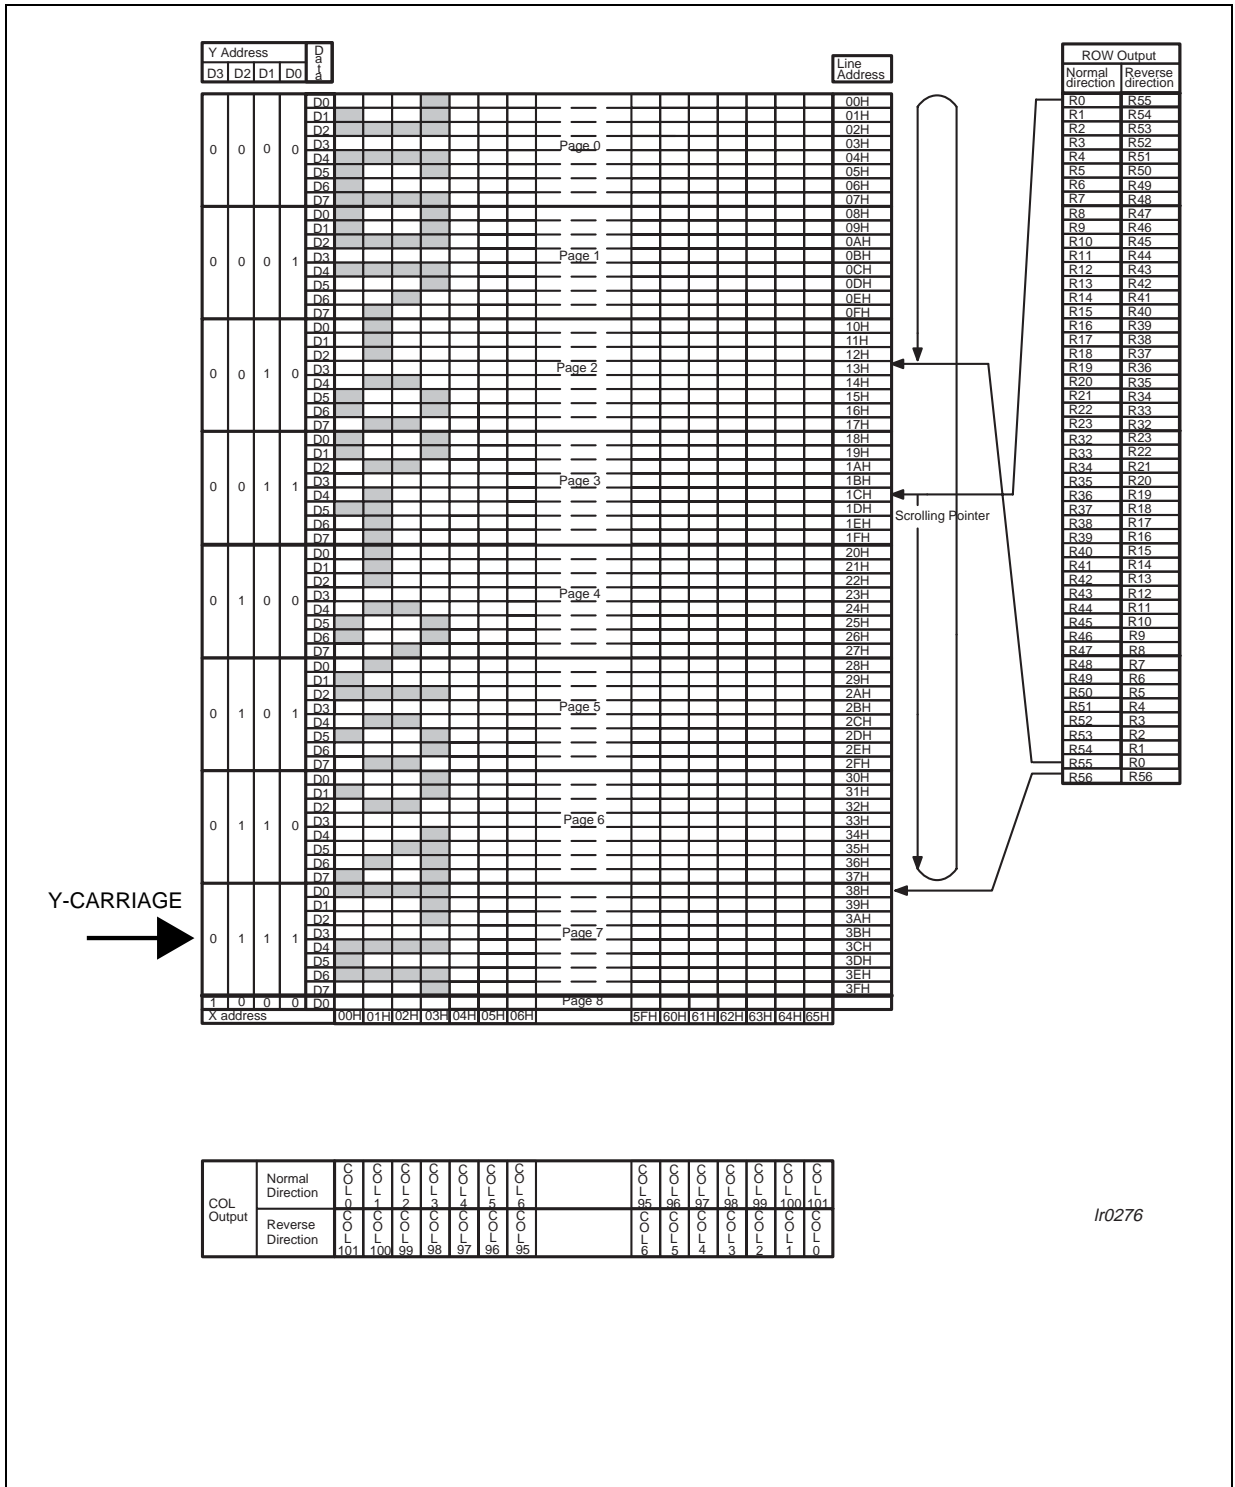 Y Address Data
D3 D2 D1 D0
Line
Address
ROW Output
Normal direction Reverse direction
D0 00H R0 R55
D1 01H R1 R54
D2 02H R2 R53
0 0 0 0 D3 Page 0 03H R3 R52
D4 04H R4 R51
D5 05H R5 R50
D6 06H R6 R49
D7 07H R7 R48
D0 08H R8 R47
D1 09H R9 R46
D2 0AH R10 R45
0 0 0 1 D3 Page 1 0BH R11 R44
D4 0CH R12 R43
D5 0DH R13 R42
D6 0EH R14 R41
D7 0FH R15 R40
D0 10H R16 R39
D1 11H R17 R38
D2 12H R18 R37
0 0 1 0 D3 Page 2 13H R19 R36
D4 14H R20 R35
D5 15H R21 R34
D6 16H R22 R33
D7 17H R23 R32
D0 18H R32 R23
D1 19H R33 R22
D2 1AH R34 R21
0 0 1 1 D3 Page 3 1BH R35 R20
D4 1CH R36 R19
D5 1DH Scrolling Pointer R37 R18
D6 1EH R38 R17
D7 1FH R39 R16
D0 20H R40 R15
D1 21H R41 R14
D2 22H R42 R13
0 1 0 0 D3 Page 4 23H R43 R12
D4 24H R44 R11
D5 25H R45 R10
D6 26H R46 R9
D7 27H R47 R8
D0 28H R48 R7
D1 29H R49 R6
D2 2AH R50 R5
0 1 0 1 D3 Page 5 2BH R51 R4
D4 2CH R52 R3
D5 2DH R53 R2
D6 2EH R54 R1
D7 2FH R55 R0
D0 30H R56 R56
D1 31H
D2 32H
0 1 1 0 D3 Page 6 33H
D4 34H
D5 35H
D6 36H
D7 37H
Y-CARRIAGE
D0 38H
D1 39H
D2 3AH
0 1 1 1 D3 Page 7 3BH
D4 3CH
D5 3DH
D6 3EH
D7 3FH
1 0 0 0 D0 Page 8
X address 00H 01H 02H 03H 04H 05H 06H 5FH 60H 61H 62H 63H 64H 65H
COL Output
Normal Direction COL 0 COL 1 COL 2 COL 3 COL 4 COL 5 COL 6 COL 95 COL 96 COL 97 COL 98 COL 99 COL 100 COL 101
Reverse Direction COL 101 COL 100 COL 99 COL 98 COL 97 COL 96 COL 95 COL 6 COL 5 COL 4 COL 3 COL 2 COL 1 COL 0
lr0276